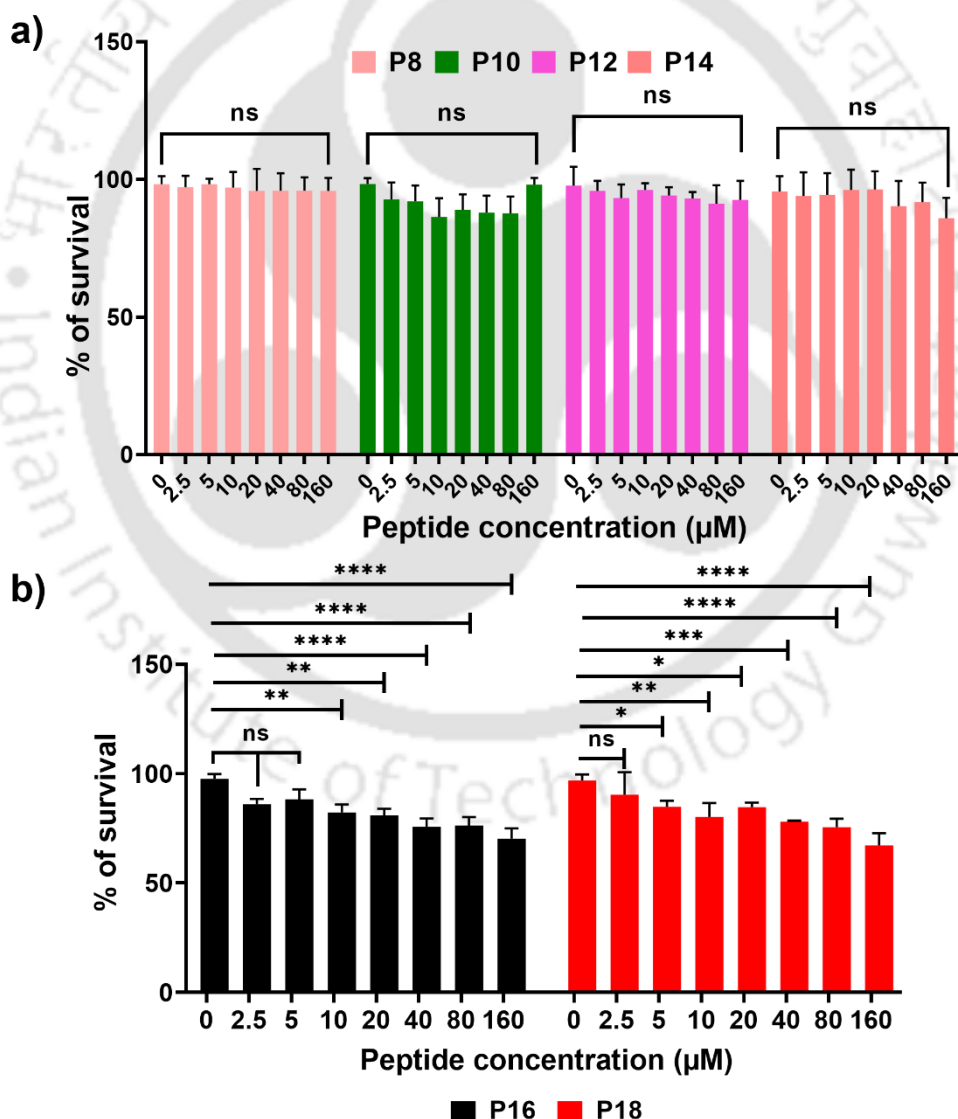 a)
150
100
50
0
% of survival
P8 P10 P12 P14
ns ns ns ns
0 2.5 5 10 20 40 80 160 0 2.5 5 10 20 40 80 160 0 2.5 5 10 20 40 80 160 0 2.5 5 10 20 40 80 160
Peptide concentration (µM)
b)
**** ****
**** ****
**** ***
** *
** **
*
ns ns
150
100
50
0
% of survival
0 2.5 5 10 20 40 80 160 0 2.5 5 10 20 40 80 160
Peptide concentration (µM)
P16 P18
Indian Institute of Technology